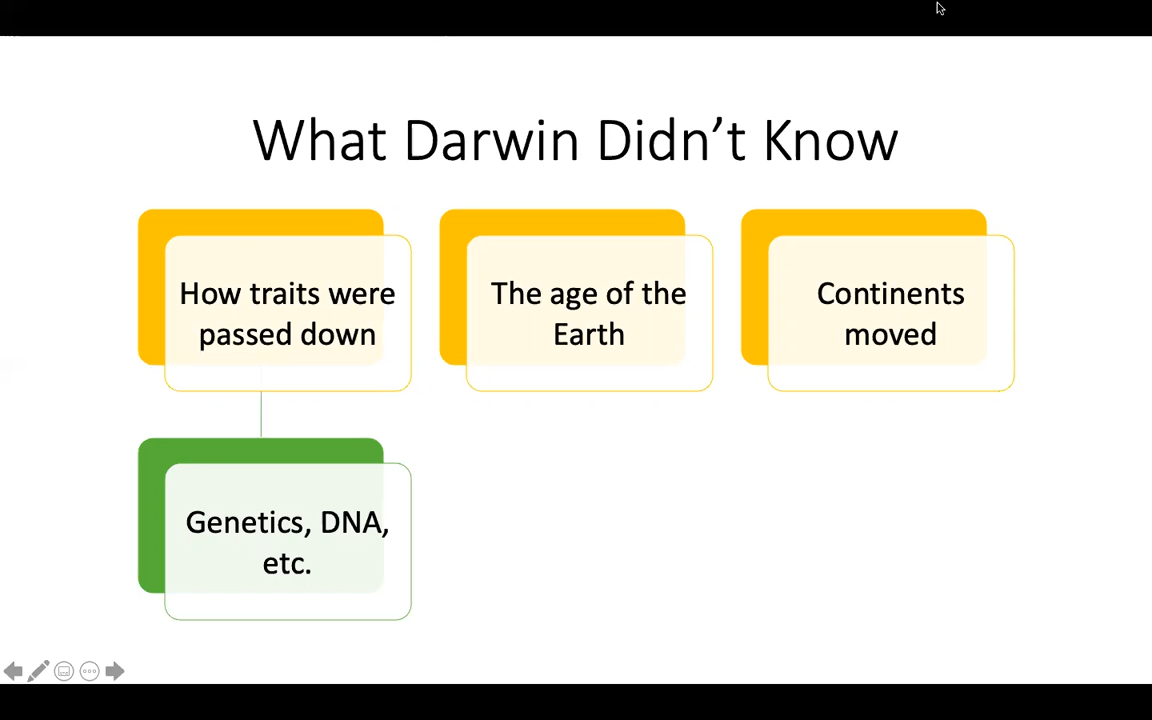 What Darwin Didn’t Know
How traits were
passed down
The age of the
Earth
Continents
moved
Genetics, DNA,
etc.